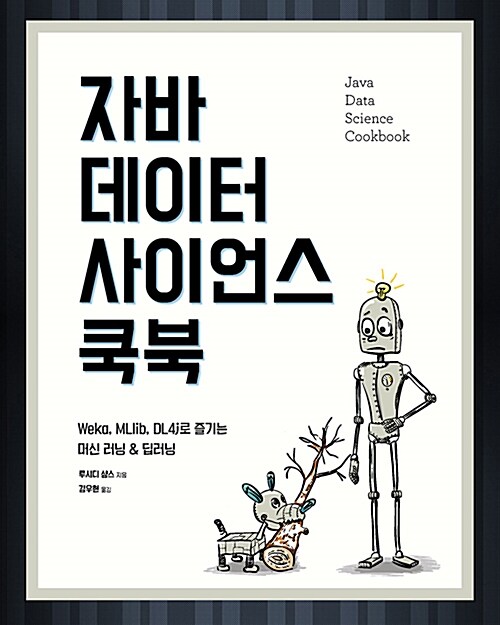 자바
데이터
사이언스
쿡북
Java
Data
Science
Cookbook
Weka, MLlib, DL4j로 즐기는
머신 러닝 & 딥러닝
루시디 샴스 지음
김우현 옮김